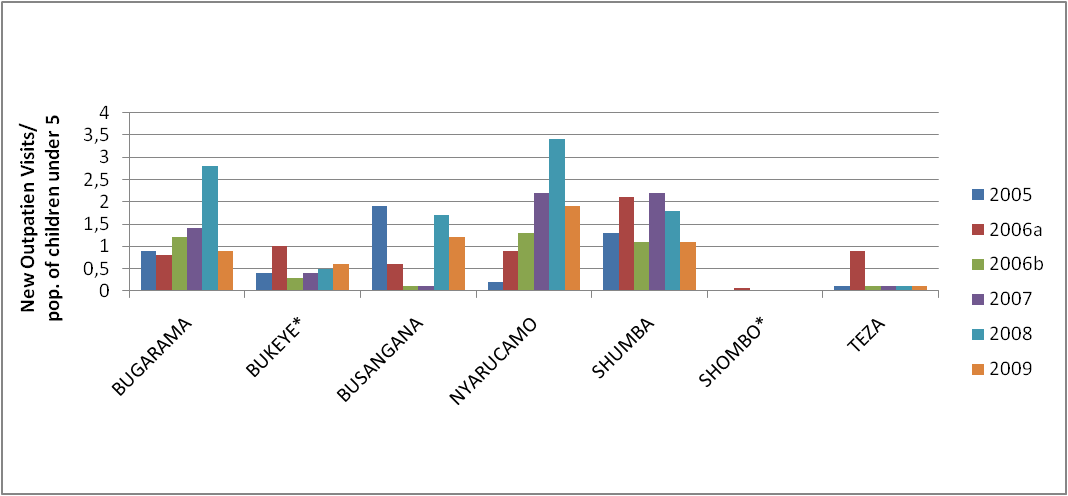 New Outpatien Visits/
pop. of children under 5
4
3,5
3
2,5
2
1,5
1
0,5
0
BUGARAMA
BUKEYE*
BUSANGANA
NYARUCAMO
SHUMBA
SHOMBO*
TEZA
2005
2006a
2006b
2007
2008
2009